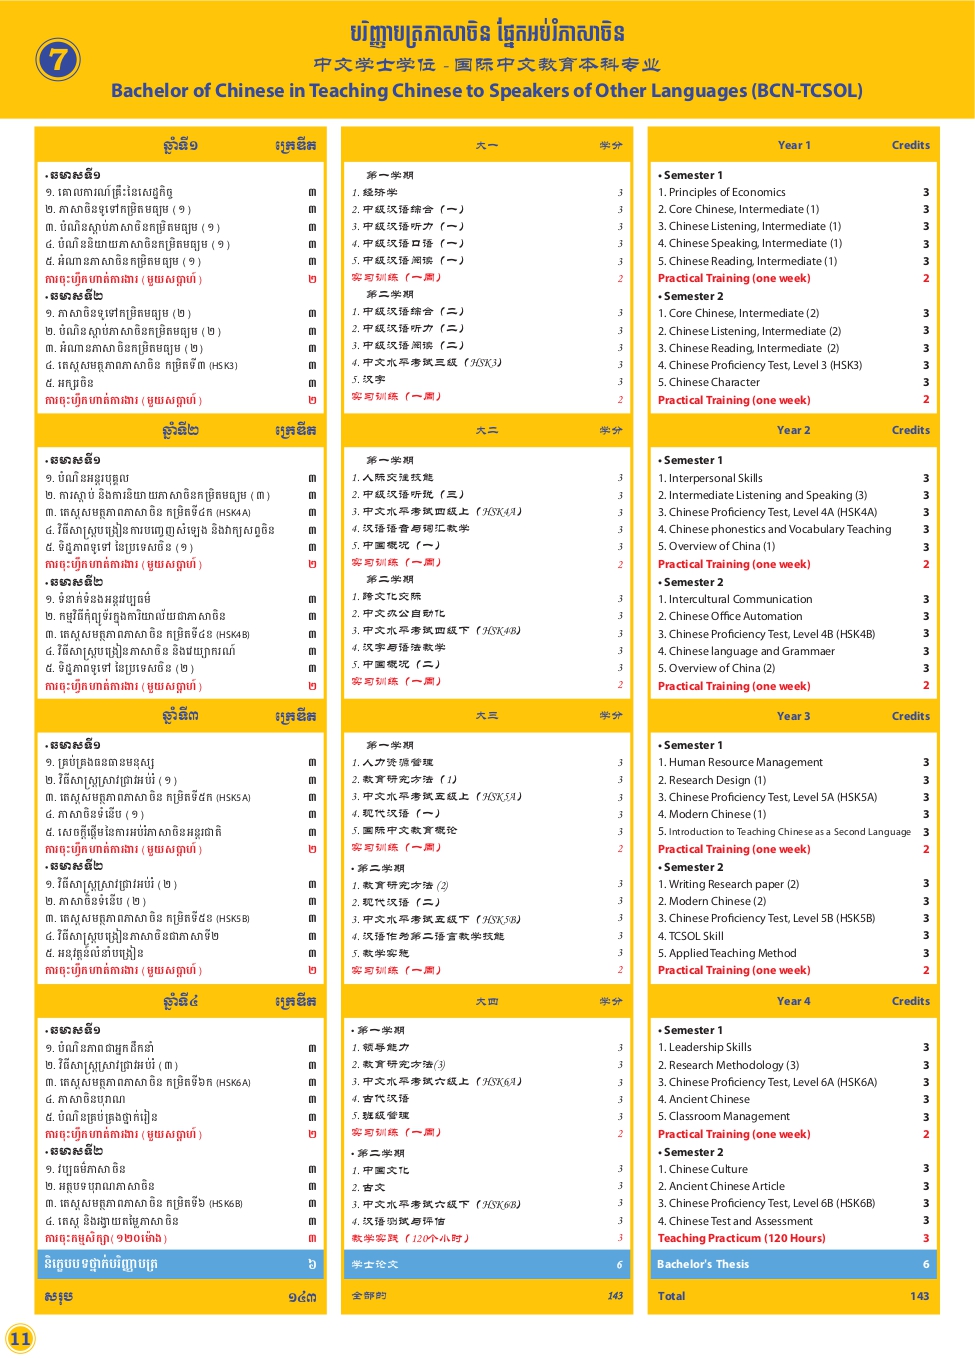 7
បរិញ្ញាបត្រភាសាចិន ផ្នែកអប់រំភាសាចិន
中文学士学位 - 国际中文教育本科专业
Bachelor of Chinese in Teaching Chinese to Speakers of Other Languages (BCN-TCSOL)
ឆ្នាំទី១ ក្រេឌីត
• ឆមាសទី១
១. គោលការណ៍គ្រឹះនៃសេដ្ឋកិច្ច ៣
២. ភាសាចិនទូទៅកម្រិតមធ្យម (១) ៣
៣. បំណិនស្តាប់ភាសាចិនកម្រិតមធ្យម (១) ៣
៤. បំណិននិយាយភាសាចិនកម្រិតមធ្យម (១) ៣
៥. អំណានភាសាចិនកម្រិតមធ្យម (១) ៣
ការចុះហ្វឹកហាត់ការងារ (មួយសប្តាហ៍) ២
• ឆមាសទី២
១. ភាសាចិនទូទៅកម្រិតមធ្យម (២) ៣
២. បំណិនស្តាប់ភាសាចិនកម្រិតមធ្យម (២) ៣
៣. អំណានភាសាចិនកម្រិតមធ្យម (២) ៣
៤. តេស្តសមត្ថភាពភាសាចិន កម្រិតទី៣ (HSK3) ៣
៥. អក្សរចិន ៣
ការចុះហ្វឹកហាត់ការងារ (មួយសប្តាហ៍) ២
ឆ្នាំទី២ ក្រេឌីត
• ឆមាសទី១
១. បំណិនអន្តរបុគ្គល ៣
២. ការស្តាប់ និងការនិយាយភាសាចិនកម្រិតមធ្យម (៣) ៣
៣. តេស្តសមត្ថភាពភាសាចិន កម្រិតទី៤ក (HSK4A) ៣
៤. វិធីសាស្ត្របង្រៀនការបញ្ចេញសំឡេង និងវាក្យសព្ទចិន ៣
៥. ទិដ្ឋភាពទូទៅ នៃប្រទេសចិន (១) ៣
ការចុះហ្វឹកហាត់ការងារ (មួយសប្តាហ៍) ២
• ឆមាសទី២
១. ទំនាក់ទំនងអន្តរវប្បធម៌ ៣
២. កម្មវិធីកុំព្យូទ័រក្នុងការិយាល័យជាភាសាចិន ៣
៣. តេស្តសមត្ថភាពភាសាចិន កម្រិតទី៤ខ (HSK4B) ៣
៤. វិធីសាស្ត្របង្រៀនភាសាចិន និងវេយ្យាករណ៍ ៣
៥. ទិដ្ឋភាពទូទៅ នៃប្រទេសចិន (២) ៣
ការចុះហ្វឹកហាត់ការងារ (មួយសប្តាហ៍) ២
ឆ្នាំទី៣ ក្រេឌីត
• ឆមាសទី១
១. គ្រប់គ្រងធនធានមនុស្ស ៣
២. វិធីសាស្ត្រស្រាវជ្រាវអប់រំ (១) ៣
៣. តេស្តសមត្ថភាពភាសាចិន កម្រិតទី៥ក (HSK5A) ៣
៤. ភាសាចិនទំនើប (១) ៣
៥. សេចក្តីផ្តើមនៃការអប់រំភាសាចិនអន្តរជាតិ ៣
ការចុះហ្វឹកហាត់ការងារ (មួយសប្តាហ៍) ២
• ឆមាសទី២
១. វិធីសាស្ត្រស្រាវជ្រាវអប់រំ (២) ៣
២. ភាសាចិនទំនើប (២) ៣
៣. តេស្តសមត្ថភាពភាសាចិន កម្រិតទី៥ខ (HSK5B) ៣
៤. វិធីសាស្ត្របង្រៀនភាសាចិនជាភាសាទី២ ៣
៥. អនុវត្តន៍លំនាំបង្រៀន ៣
ការចុះហ្វឹកហាត់ការងារ (មួយសប្តាហ៍) ២
ឆ្នាំទី៤ ក្រេឌីត
• ឆមាសទី១
១. បំណិនភាពជាអ្នកដឹកនាំ ៣
២. វិធីសាស្ត្រស្រាវជ្រាវអប់រំ (៣) ៣
៣. តេស្តសមត្ថភាពភាសាចិន កម្រិតទី៦ក (HSK6A) ៣
៤. ភាសាចិនបុរាណ ៣
៥. បំណិនគ្រប់គ្រងថ្នាក់រៀន ៣
ការចុះហ្វឹកហាត់ការងារ (មួយសប្តាហ៍) ២
• ឆមាសទី២
១. វប្បធម៌ភាសាចិន ៣
២. អត្ថបទបុរាណភាសាចិន ៣
៣. តេស្តសមត្ថភាពភាសាចិន កម្រិតទី៦ (HSK6B) ៣
៤. តេស្ត និងវង្វាយតម្លៃភាសាចិន ៣
ការចុះកម្មសិក្សា(១២០ម៉ោង) ៣
និក្ខេបបទថ្នាក់បរិញ្ញាបត្រ ៦
សរុប ១៤៣
大一 学分
第一学期
1. 经济学 3
2. 中级汉语综合（一） 3
3. 中级汉语听力（一） 3
4. 中级汉语口语（一） 3
5. 中级汉语阅读（一） 3
实习训练（一周） 2
第二学期
1. 中级汉语综合（二） 3
2. 中级汉语听力（二） 3
3. 中级汉语阅读（二） 3
4. 中文水平考试三级（HSK3） 3
5. 汉字 3
实习训练（一周） 2
大二 学分
第一学期
1. 人际交往技能 3
2. 中级汉语听说（三） 3
3. 中文水平考试四级上（HSK4A） 3
4. 汉语语音与词汇教学 3
5. 中国概况（一） 3
实习训练（一周） 2
第二学期
1. 跨文化交际 3
2. 中文办公自动化 3
3. 中文水平考试四级下（HSK4B） 3
4. 汉字与语法教学 3
5. 中国概况（二） 3
实习训练（一周） 2
大三 学分
第一学期
1. 人力资源管理 3
2. 教育研究方法（1） 3
3. 中文水平考试五级上（HSK5A） 3
4. 现代汉语（一） 3
5. 国际中文教育概论 3
实习训练（一周） 2
• 第二学期
1. 教育研究方法(2) 3
2. 现代汉语（二） 3
3. 中文水平考试五级下（HSK5B） 3
4. 汉语作为第二语言教学技能 3
5. 教学实施 3
实习训练（一周） 2
大四 学分
• 第一学期
1. 领导能力 3
2. 教育研究方法(3) 3
3. 中文水平考试六级上（HSK6A） 3
4. 古代汉语 3
5. 班级管理 3
实习训练（一周） 2
• 第二学期
1. 中国文化 3
2. 古文 3
3. 中文水平考试六级下（HSK6B） 3
4. 汉语测试与评估 3
教学实践（120个小时） 3
学士论文 6
全部的 143
Year 1 Credits
• Semester 1
1. Principles of Economics 3
2. Core Chinese, Intermediate (1) 3
3. Chinese Listening, Intermediate (1) 3
4. Chinese Speaking, Intermediate (1) 3
5. Chinese Reading, Intermediate (1) 3
Practical Training (one week) 2
• Semester 2
1. Core Chinese, Intermediate (2) 3
2. Chinese Listening, Intermediate (2) 3
3. Chinese Reading, Intermediate (2) 3
4. Chinese Proficiency Test, Level 3 (HSK3) 3
5. Chinese Character 3
Practical Training (one week) 2
Year 2 Credits
• Semester 1
1. Interpersonal Skills 3
2. Intermediate Listening and Speaking (3) 3
3. Chinese Proficiency Test, Level 4A (HSK4A) 3
4. Chinese phonestics and Vocabulary Teaching 3
5. Overview of China (1) 3
Practical Training (one week) 2
• Semester 2
1. Intercultural Communication 3
2. Chinese Office Automation 3
3. Chinese Proficiency Test, Level 4B (HSK4B) 3
4. Chinese language and Grammaer 3
5. Overview of China (2) 3
Practical Training (one week) 2
Year 3 Credits
• Semester 1
1. Human Resource Management 3
2. Research Design (1) 3
3. Chinese Proficiency Test, Level 5A (HSK5A) 3
4. Modern Chinese (1) 3
5. Introduction to Teaching Chinese as a Second Language 3
Practical Training (one week) 2
• Semester 2
1. Writing Research paper (2) 3
2. Modern Chinese (2) 3
3. Chinese Proficiency Test, Level 5B (HSK5B) 3
4. TCSOL Skill 3
5. Applied Teaching Method 3
Practical Training (one week) 2
Year 4 Credits
• Semester 1
1. Leadership Skills 3
2. Research Methodology (3) 3
3. Chinese Proficiency Test, Level 6A (HSK6A) 3
4. Ancient Chinese 3
5. Classroom Management 3
Practical Training (one week) 2
• Semester 2
1. Chinese Culture 3
2. Ancient Chinese Article 3
3. Chinese Proficiency Test, Level 6B (HSK6B) 3
4. Chinese Test and Assessment 3
Teaching Practicum (120 Hours) 3
Bachelor's Thesis 6
Total 143
11